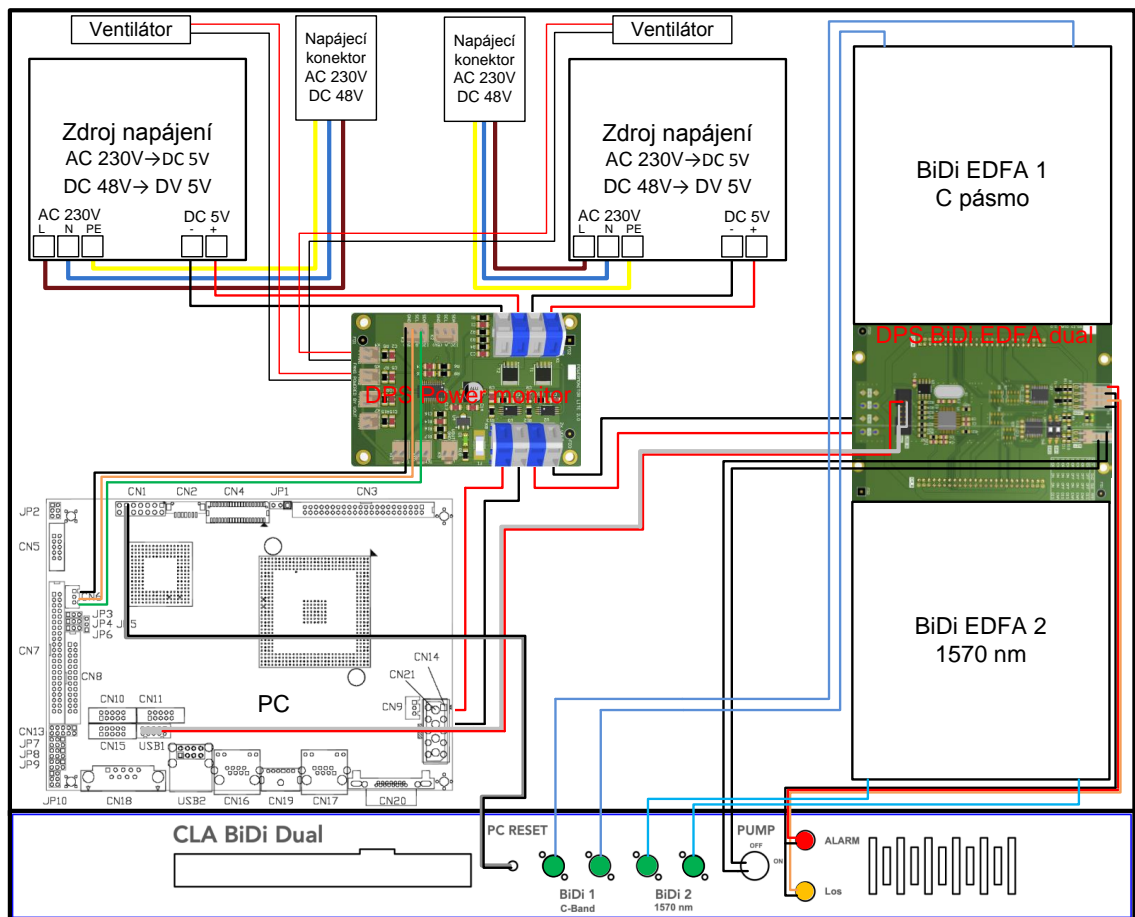 Ventilátor
Napájecí
konektor
AC 230V
DC 48V
Napájecí
konektor
AC 230V
DC 48V
Ventilátor
Zdroj napájení
AC 230V→DC 5V
DC 48V→ DV 5V
AC 230V
DC 5V
L
N
PE
-
+
Zdroj napájení
AC 230V→DC 5V
DC 48V→ DV 5V
AC 230V
DC 5V
L
N
PE
-
+
BiDi EDFA 1
C pásmo
DPS BiDi EDFA dual
DPS Power monitor
CN1
CN2
CN4
JP1
CN3
JP2
CN5
CN6
JP3
JP4
JP5
JP6
CN7
CN8
CN14
CN21
CN9
PC
CN10
CN11
CN13
CN15
USB1
JP7
JP8
JP9
JP10
CN18
USB2
CN16
CN19
CN17
CN20
BiDi EDFA 2
1570 nm
CLA BiDi Dual
PC RESET
BiDi 1
C-Band
BiDi 2
1570 nm
PUMP
OFF
ON
ALARM
Los